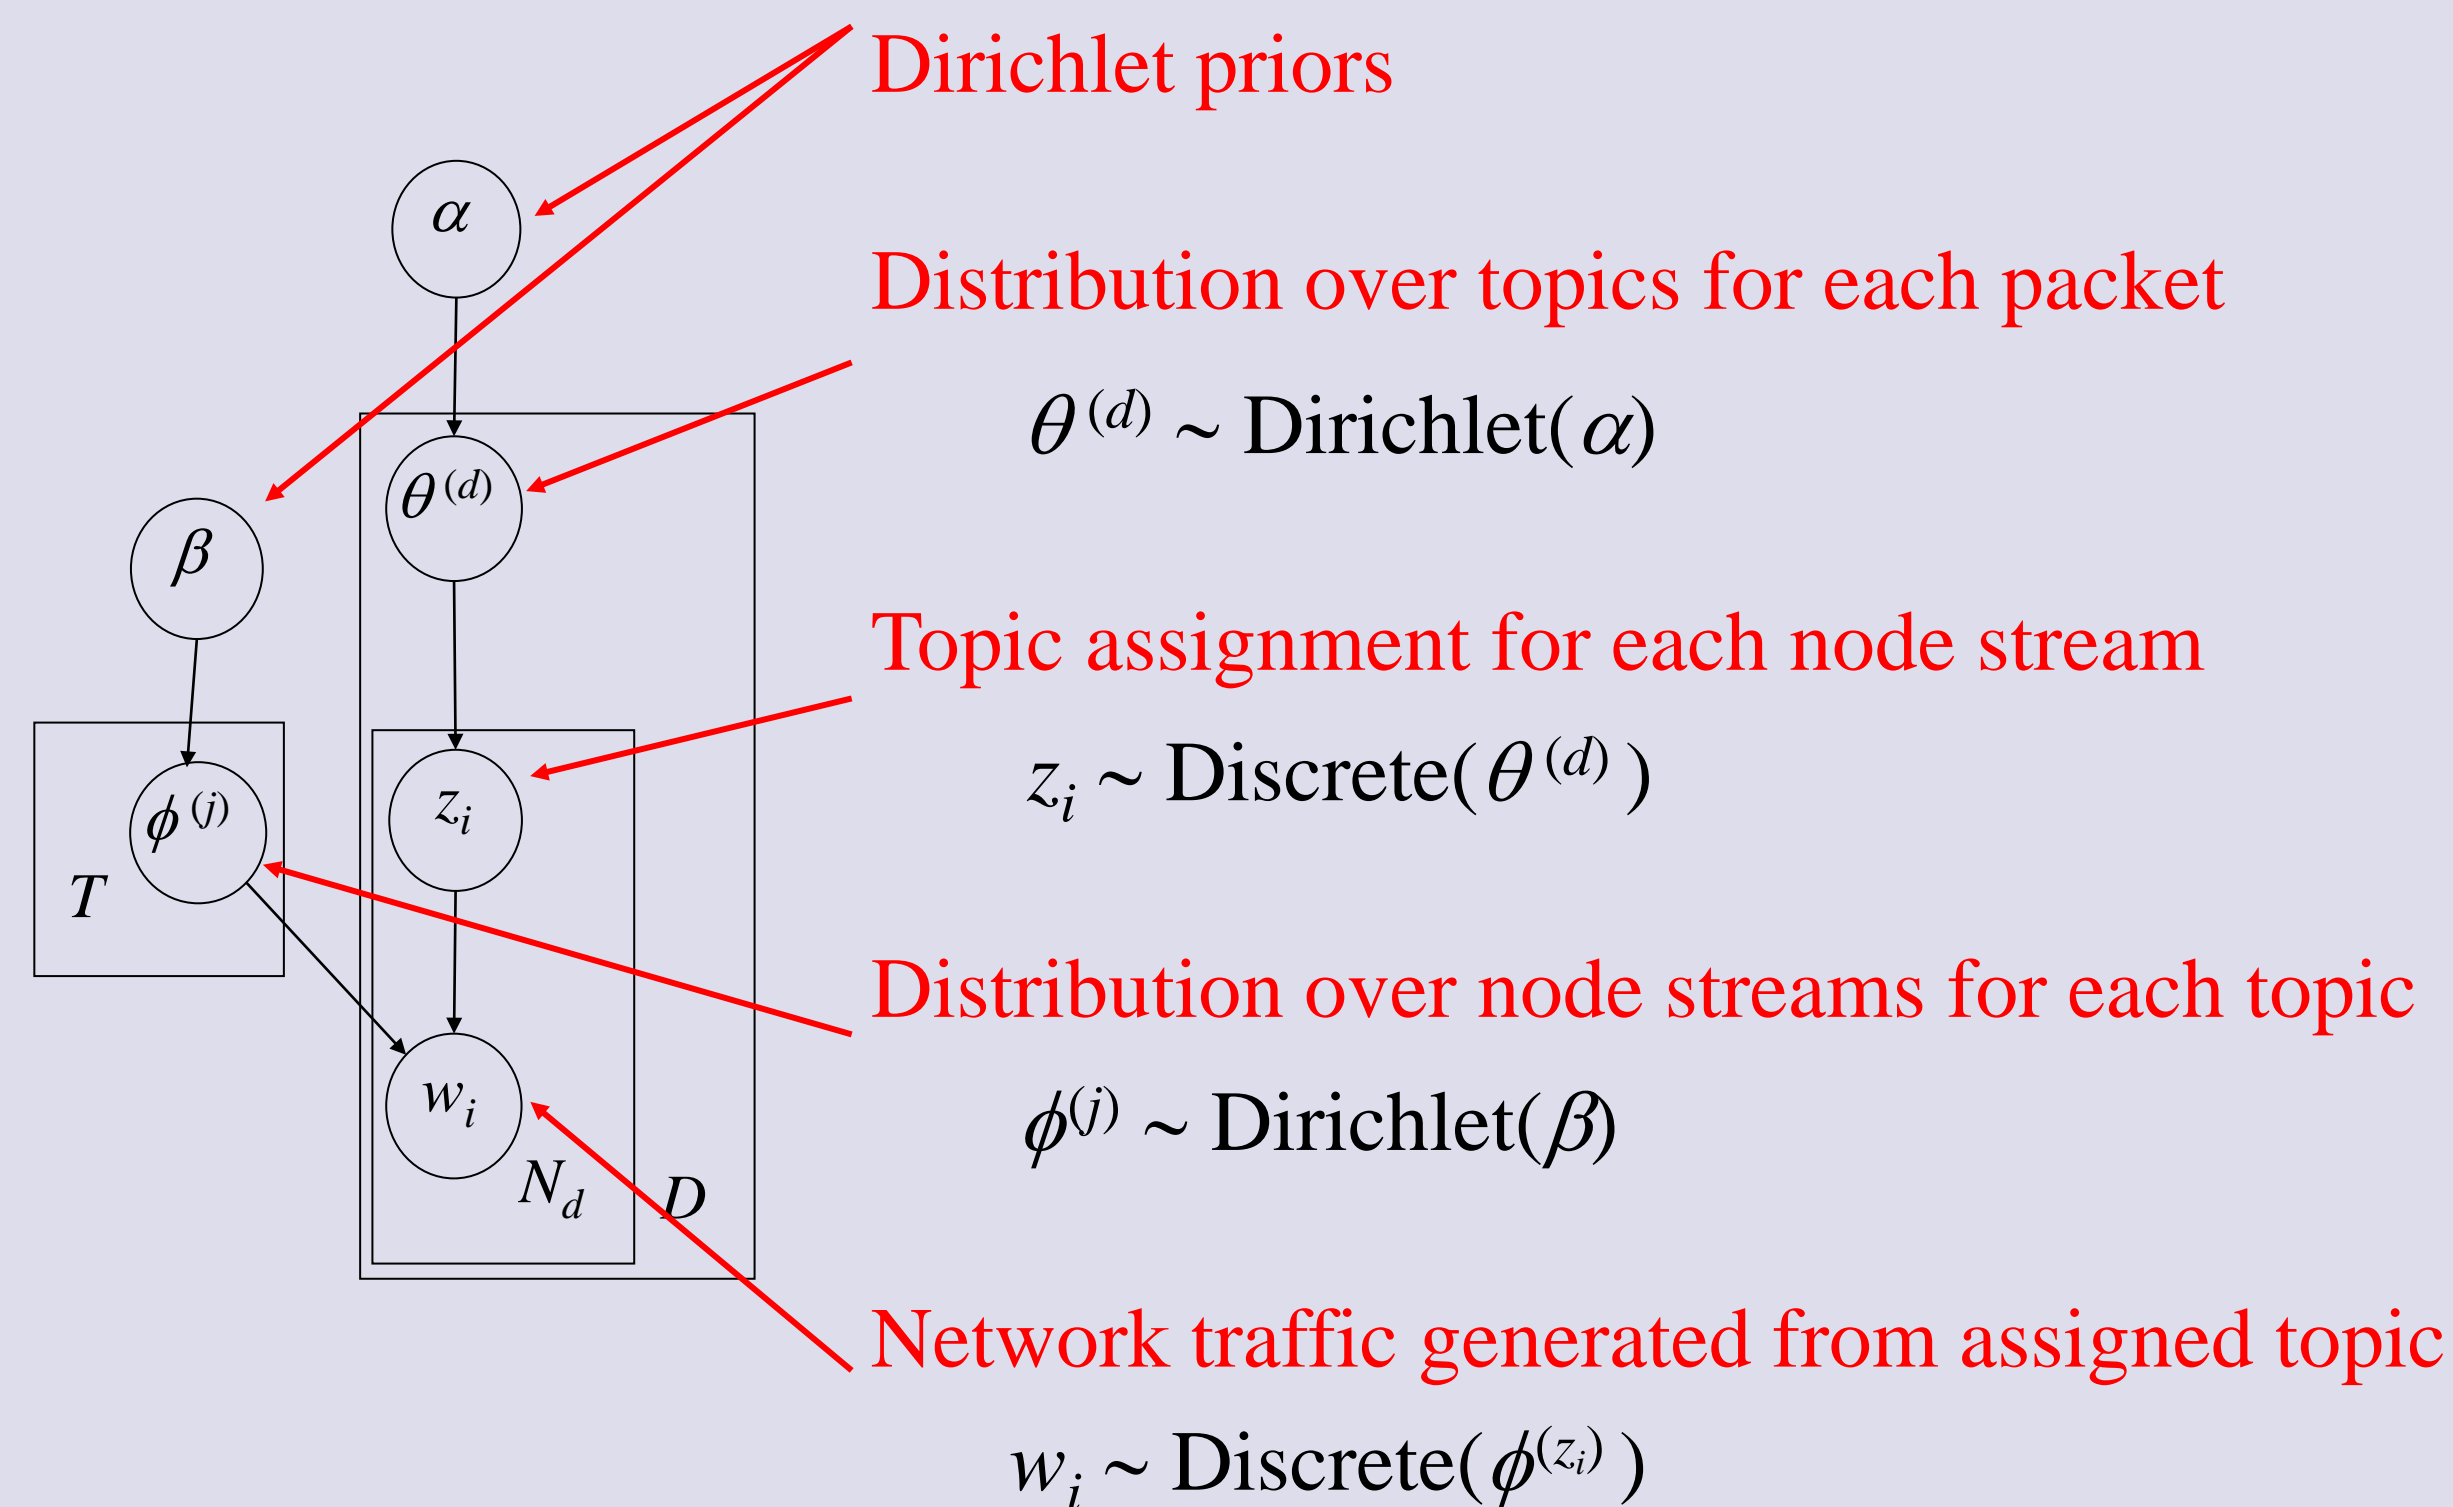 Dirichlet priors
α
Distribution over topics for each packet
θ^(d) ~ Dirichlet(α)
θ^(d)
β
Topic assignment for each node stream
z_i ~ Discrete(θ^(d))
z_i
ϕ^(j)
T
Distribution over node streams for each topic
ϕ^(j) ~ Dirichlet(β)
w_i
N_d
D
Network traffic generated from assigned topic
w_i ~ Discrete(ϕ^(z_i))